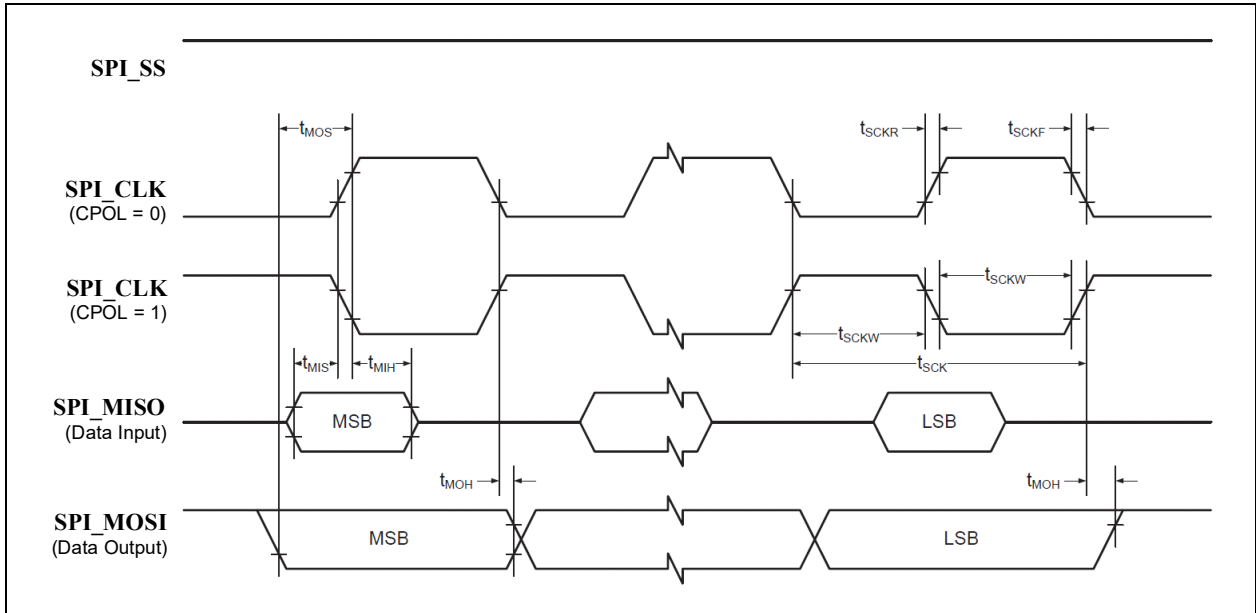 SPI_SS
tMOS
tSCKR
tSCKF
SPI_CLK
(CPOL = 0)
SPI_CLK
(CPOL = 1)
tSCKW
tSCKW
tSCK
tMIS
tMIH
SPI_MISO
(Data Input)
MSB
LSB
tMOH
tMOH
SPI_MOSI
(Data Output)
MSB
LSB